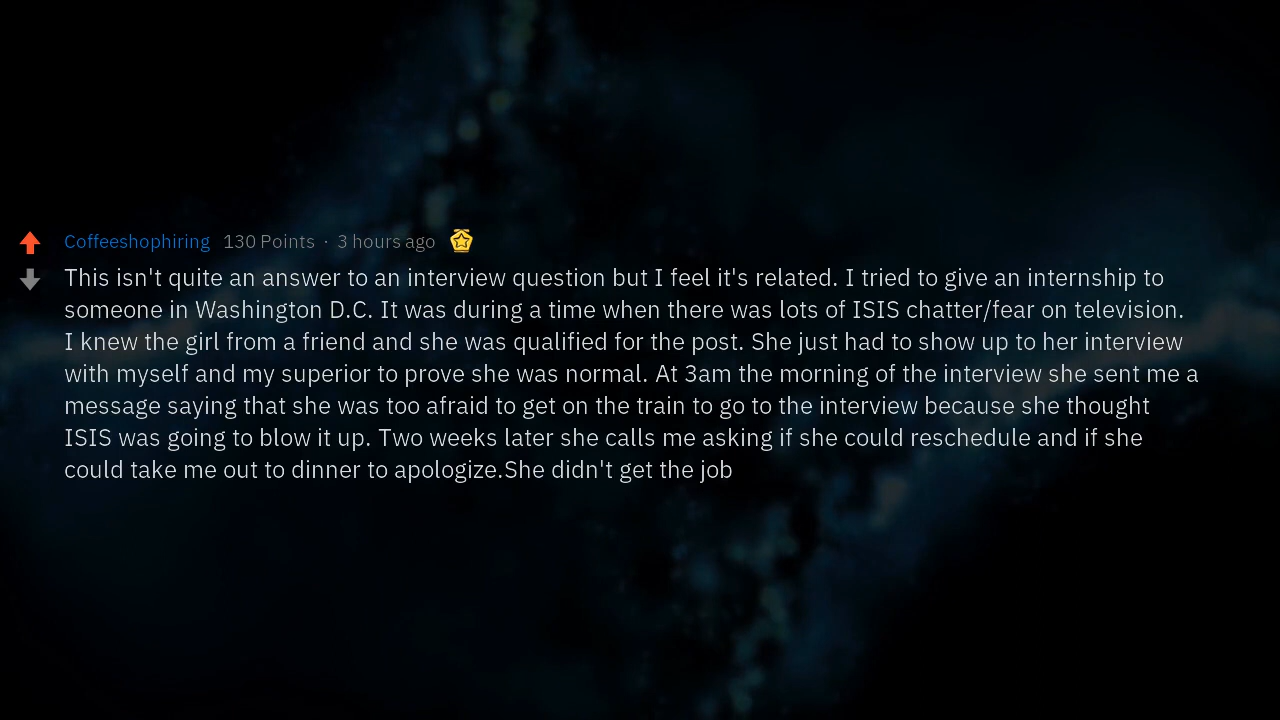 Coffeeshophiring 130 Points · 3 hours ago
This isn't quite an answer to an interview question but I feel it's related. I tried to give an internship to
someone in Washington D.C. It was during a time when there was lots of ISIS chatter/fear on television.
I knew the girl from a friend and she was qualified for the post. She just had to show up to her interview
with myself and my superior to prove she was normal. At 3am the morning of the interview she sent me a
message saying that she was too afraid to get on the train to go to the interview because she thought
ISIS was going to blow it up. Two weeks later she calls me asking if she could reschedule and if she
could take me out to dinner to apologize.She didn't get the job